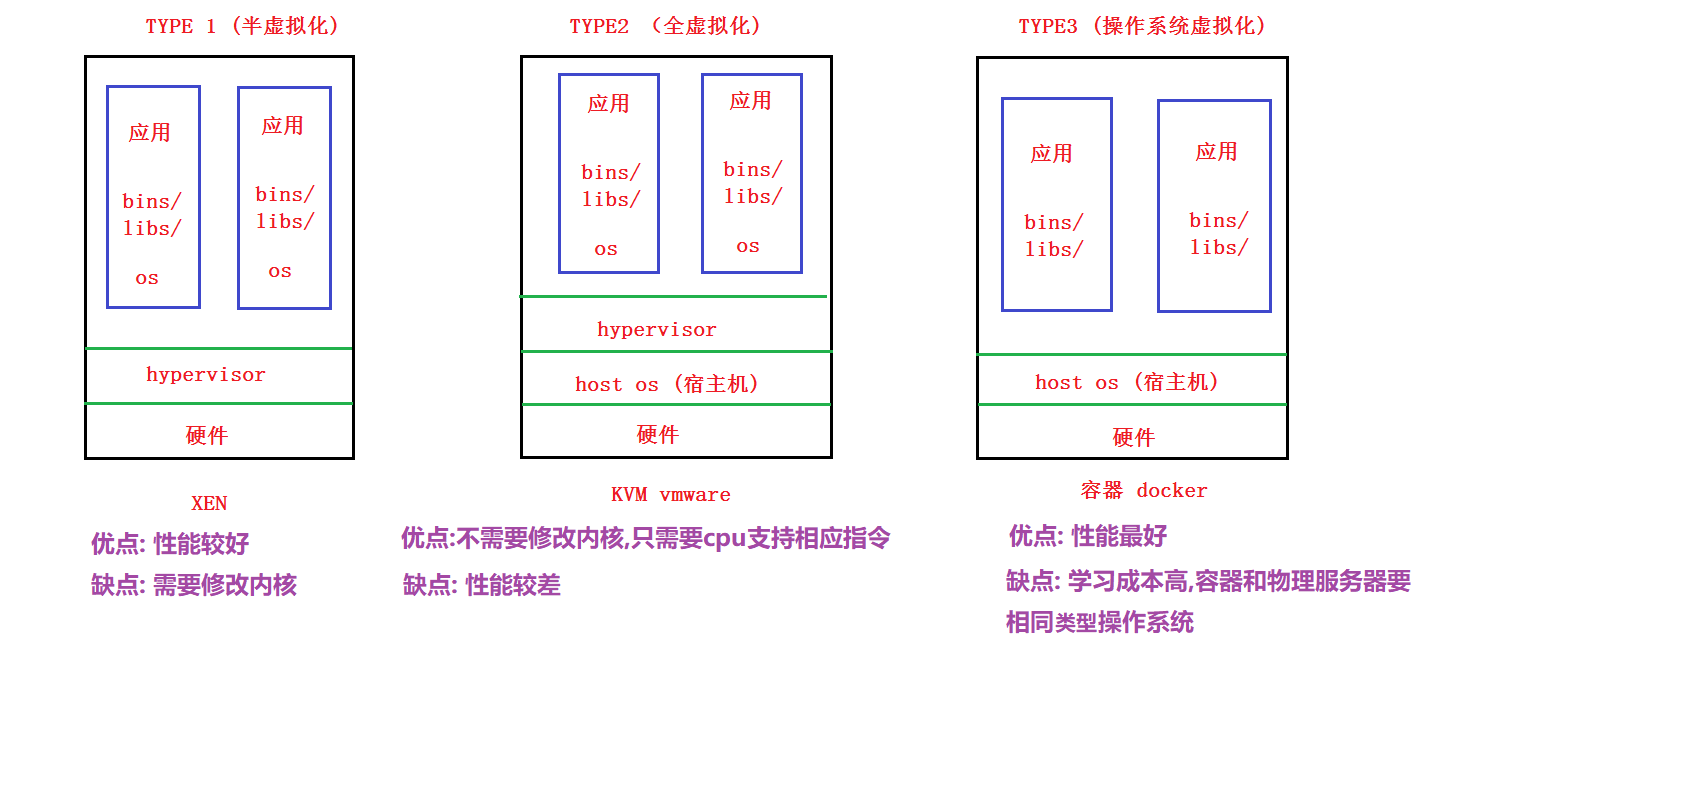 TYPE 1 (半虚拟化)
应用
bins/
libs/
os
应用
bins/
libs/
os
hypervisor
硬件
XEN
优点: 性能较好
缺点: 需要修改内核
TYPE2 (全虚拟化)
应用
bins/
libs/
os
应用
bins/
libs/
os
hypervisor
host os (宿主机)
硬件
KVM vmware
优点:不需要修改内核,只需要cpu支持相应指令
缺点: 性能较差
TYPE3 (操作系统虚拟化)
应用
bins/
libs/
应用
bins/
libs/
host os (宿主机)
硬件
容器 docker
优点: 性能最好
缺点: 学习成本高,容器和物理服务器要
相同类型操作系统